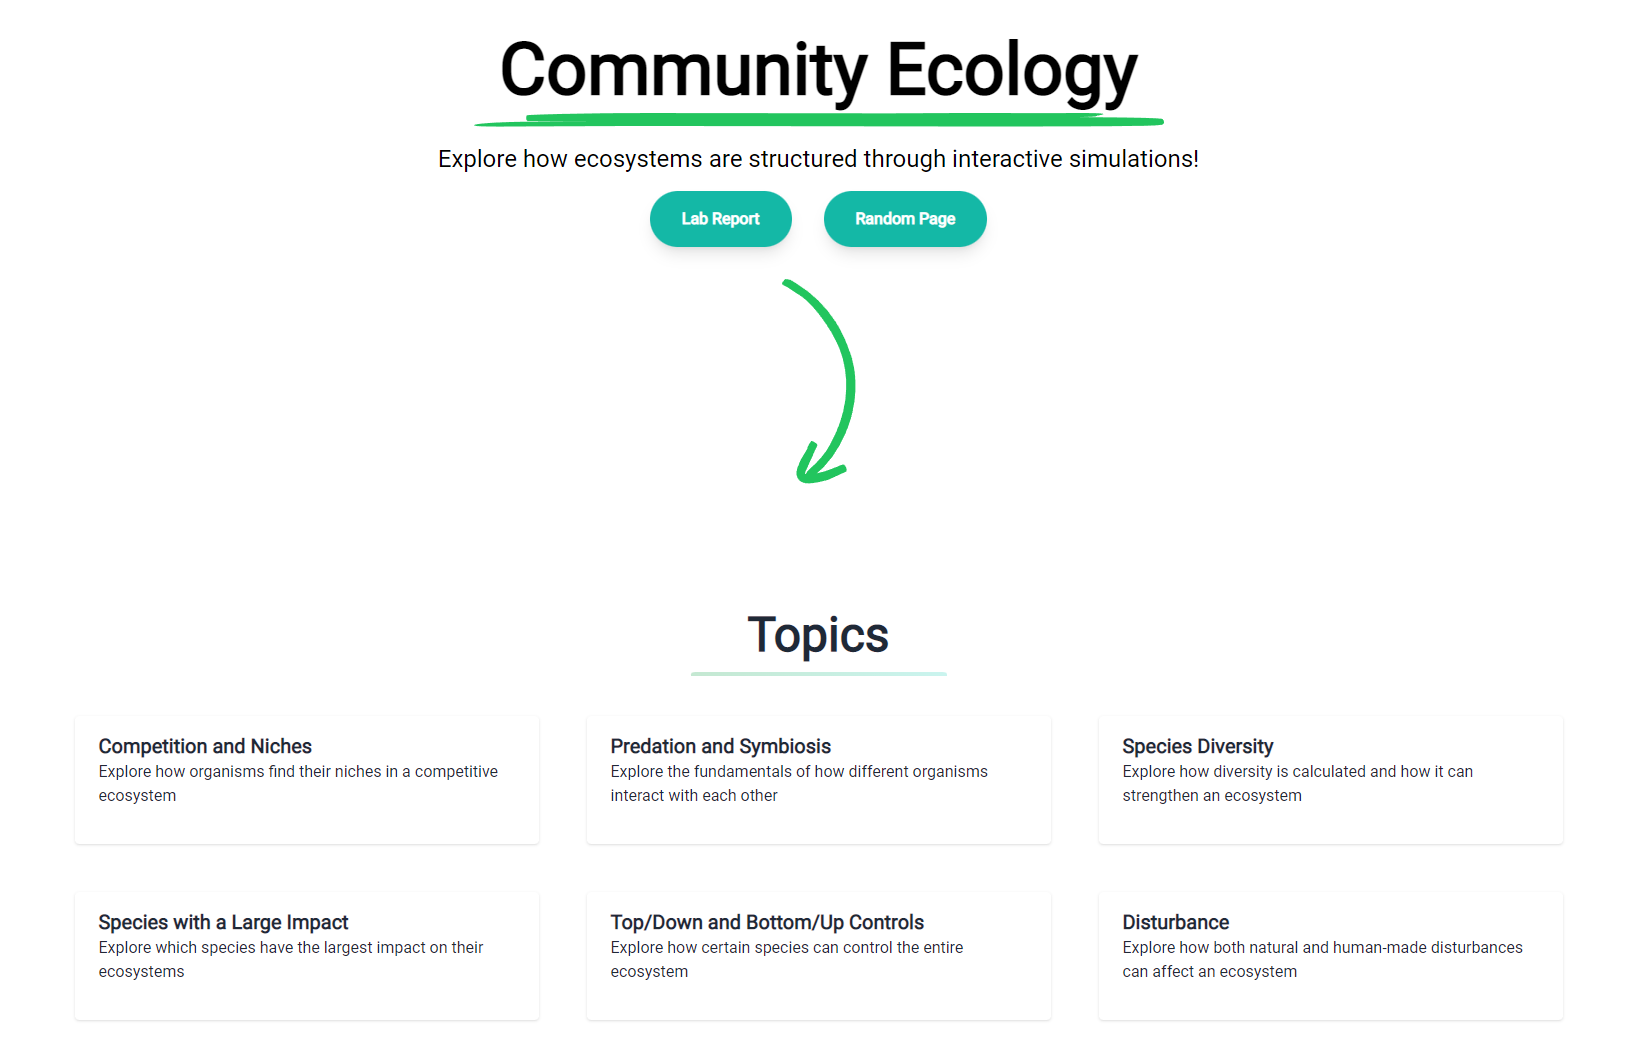 Community Ecology
Explore how ecosystems are structured through interactive simulations!
Lab Report
Random Page
Topics
Competition and Niches
Explore how organisms find their niches in a competitive
ecosystem
Predation and Symbiosis
Explore the fundamentals of how different organisms
interact with each other
Species Diversity
Explore how diversity is calculated and how it can
strengthen an ecosystem
Species with a Large Impact
Explore which species have the largest impact on their
ecosystems
Top/Down and Bottom/Up Controls
Explore how certain species can control the entire
ecosystem
Disturbance
Explore how both natural and human-made disturbances
can affect an ecosystem